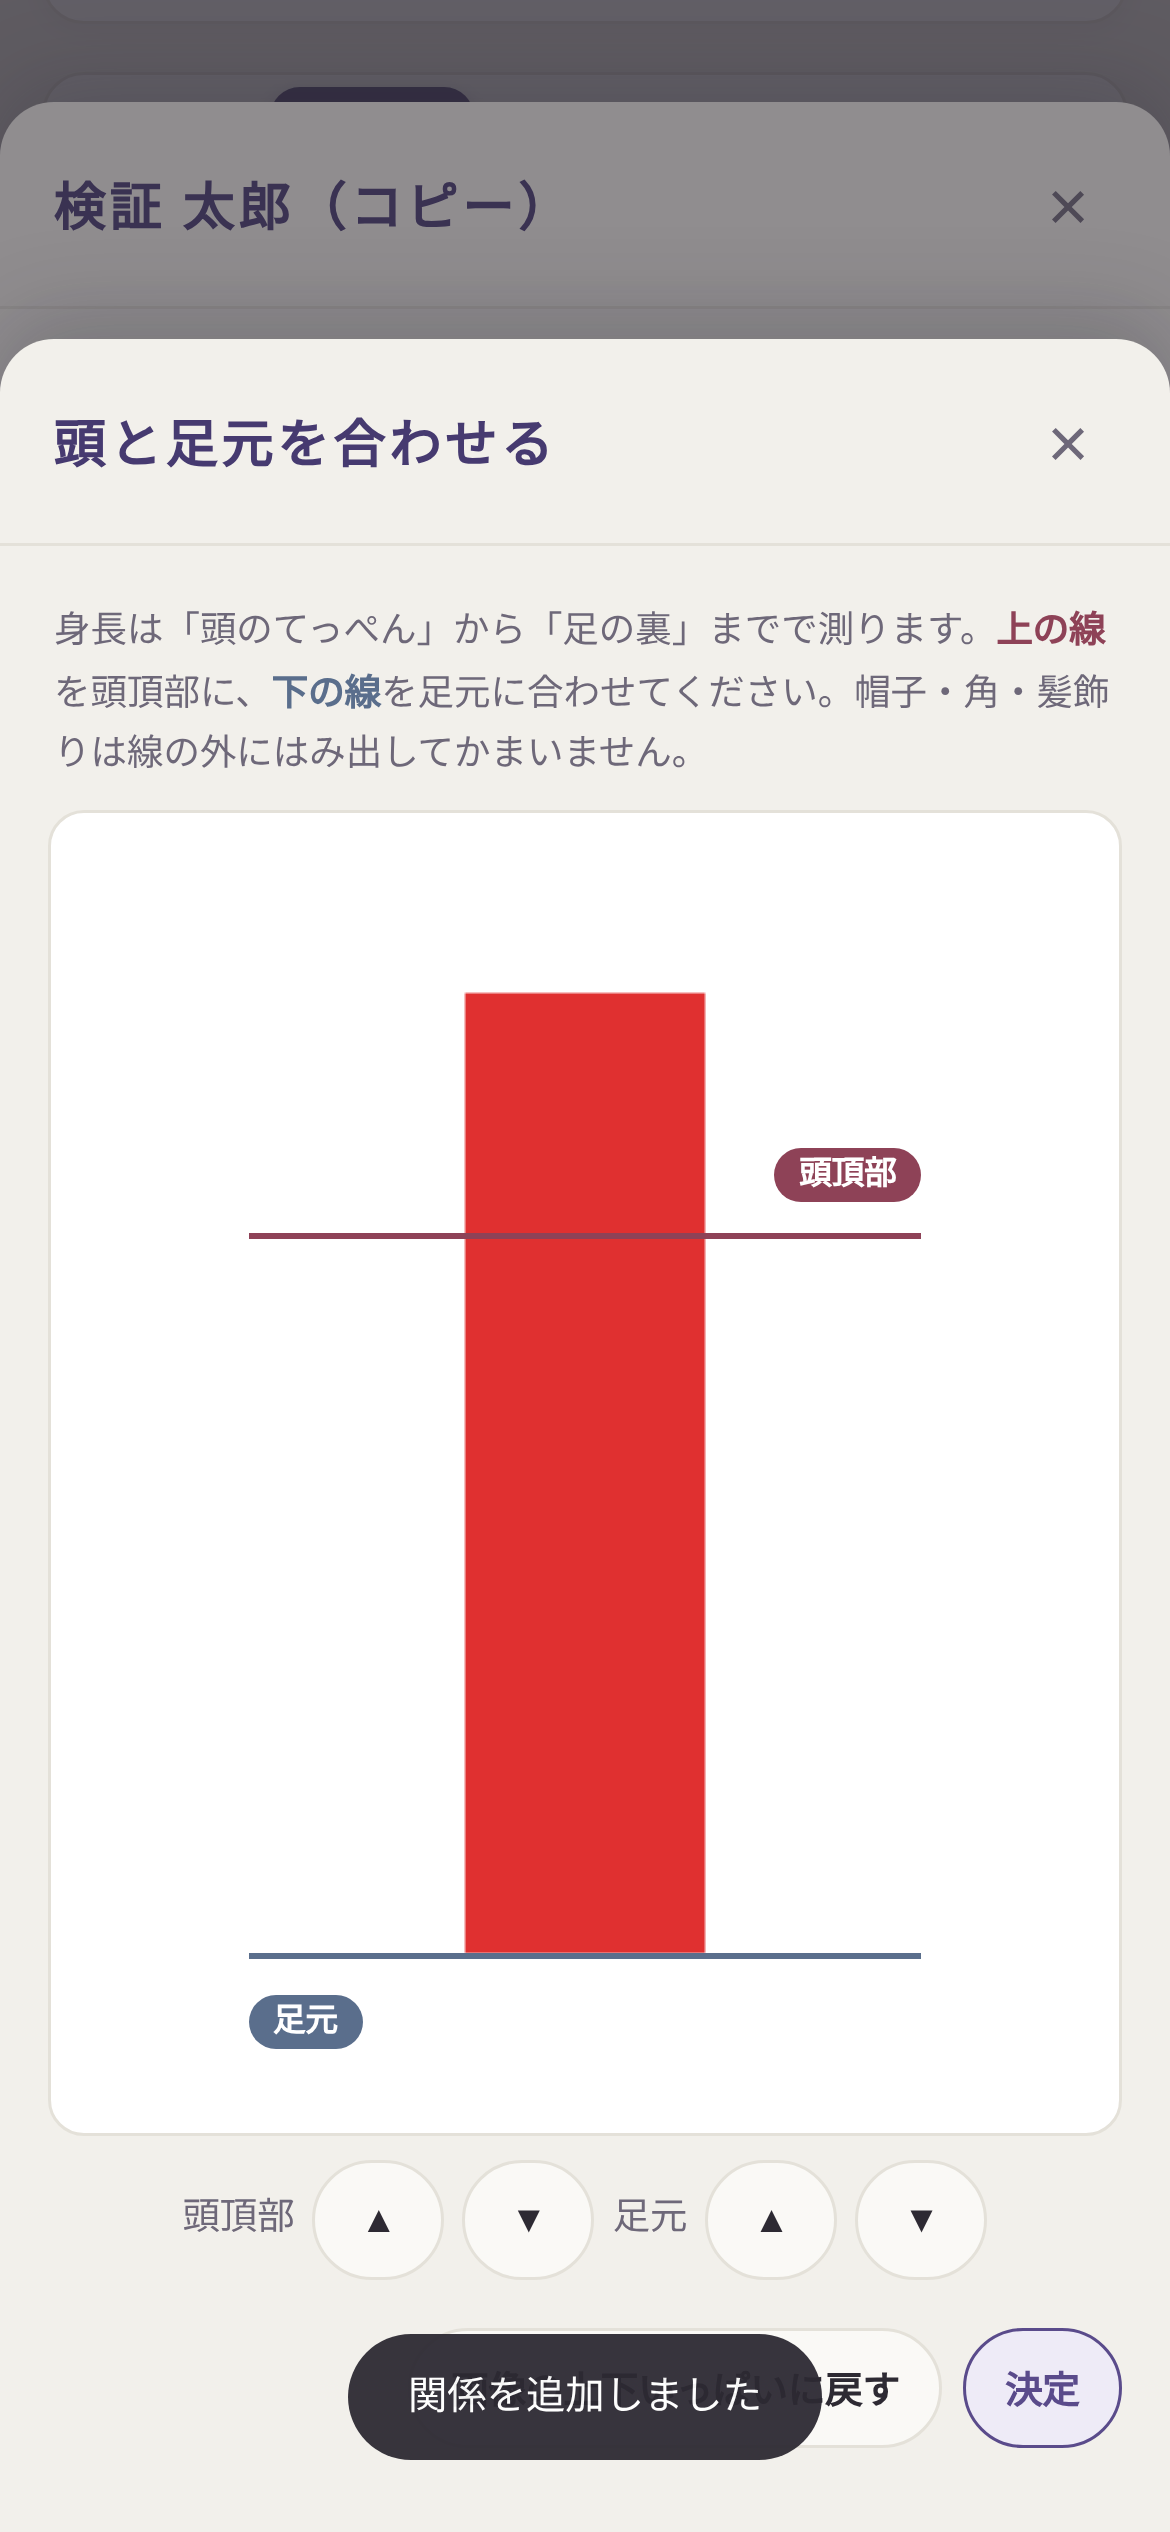 検証 太郎（コピー）
×
頭と足元を合わせる
×
身長は「頭のてっぺん」から「足の裏」までで測ります。上の線
を頭頂部に、下の線を足元に合わせてください。帽子・角・髪飾
りは線の外にはみ出してかまいません。
頭頂部
足元
頭頂部 ▲ ▼ 足元 ▲ ▼
関係を追加しました
に戻す
決定